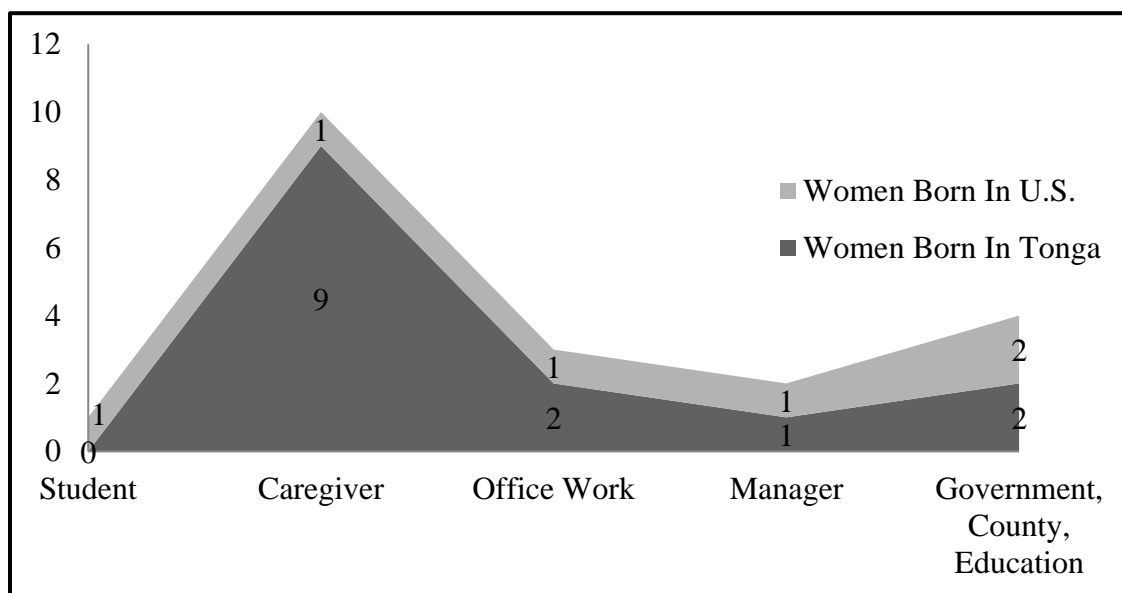 12
10
8
6
4
2
0
1
0
1
9
1
2
1
1
2
2
Women Born In U.S.
Women Born In Tonga
Student
Caregiver
Office Work
Manager
Government,
County,
Education